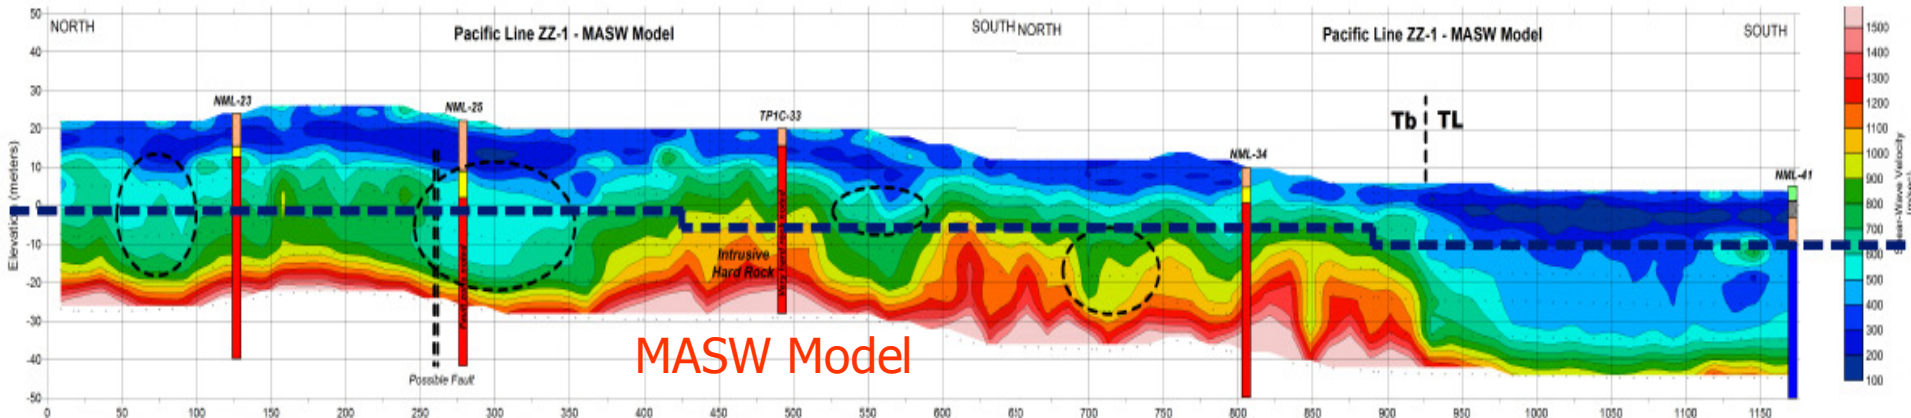 NORTH
Pacific Line ZZ-1 - MASW Model
SOUTH
NORTH
Pacific Line ZZ-1 - MASW Model
SOUTH
50
40
30
20
10
0
-10
-20
-30
-40
-50
Elevation (meters)
NML-23
NML-25
TP1C-33
NML-34
NML-41
Tb
TL
Intrusive
Hard Rock
Possible Fault
MASW Model
0
50
100
150
200
250
300
350
400
450
500
550
600
650
700
750
800
850
900
950
1000
1050
1100
1150
1500
1400
1300
1200
1100
1000
900
800
700
600
500
400
300
200
100
Shear-Wave Velocity
(m/sec)